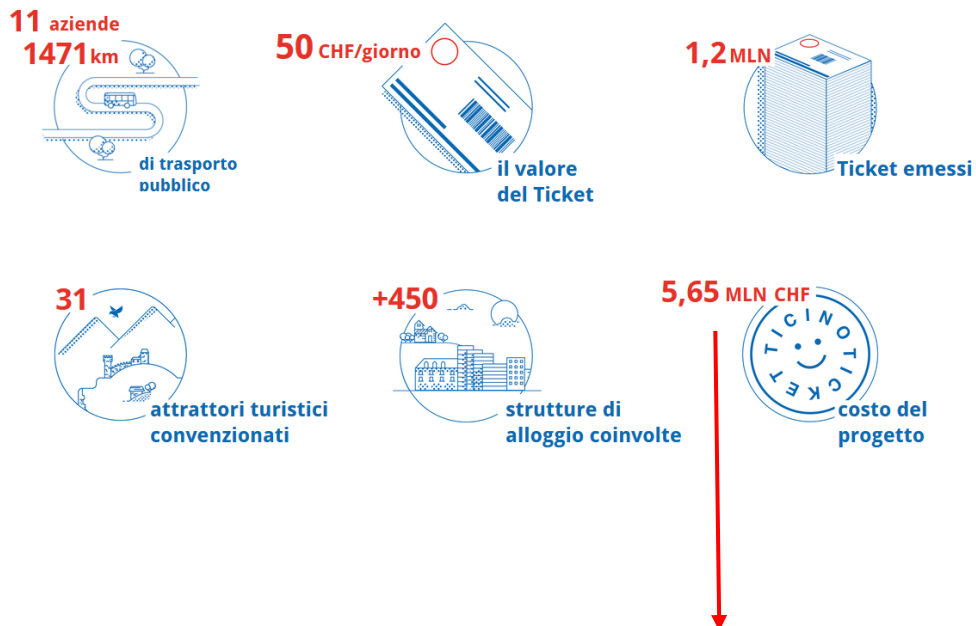 11 aziende
1471 km
di trasporto
pubblico
50 CHF/giorno
il valore
del Ticket
1,2 MLN
Ticket emessi
31
attrattori turistici
convenzionati
+450
strutture di
alloggio coinvolte
5,65 MLN CHF
TICINO TICKET
costo del
progetto